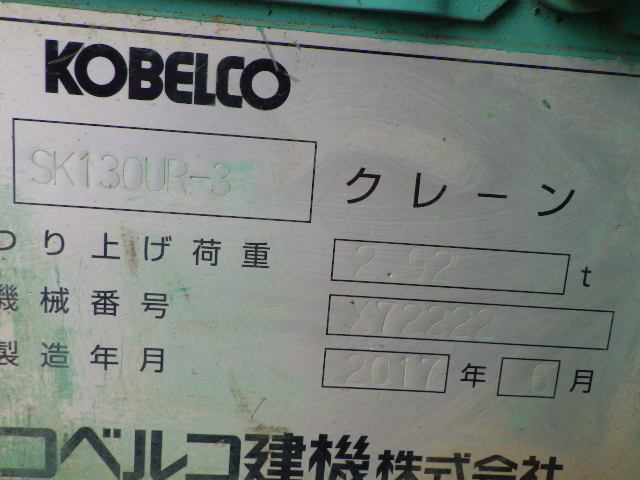 KOBELCO
SK130UR-3 クレーン
つり上げ荷重 2.92 t
機械番号 X72222
製造年月 2017 年 6 月
コベルコ建機株式会社